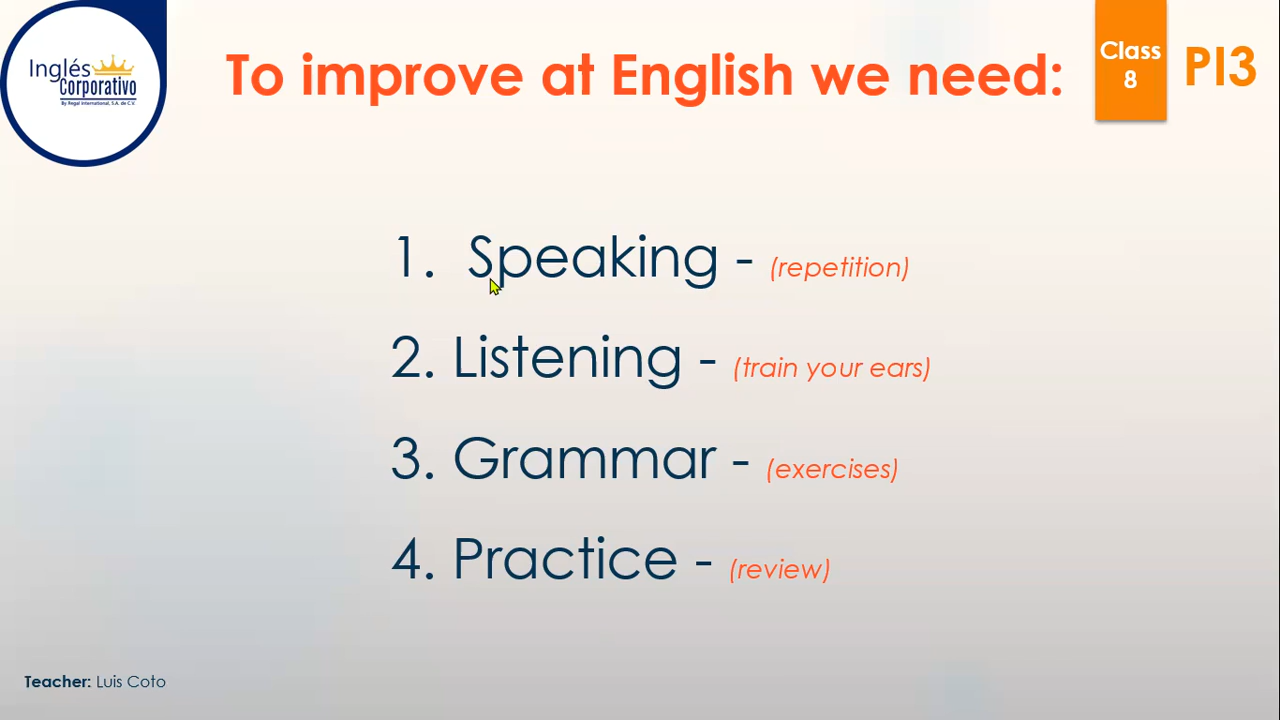 Inglés
Corporativo
By Regal International, S.A. de C.V.
To improve at English we need:
Class
8
PI3
1. Speaking - (repetition)
2. Listening - (train your ears)
3. Grammar - (exercises)
4. Practice - (review)
Teacher: Luis Coto